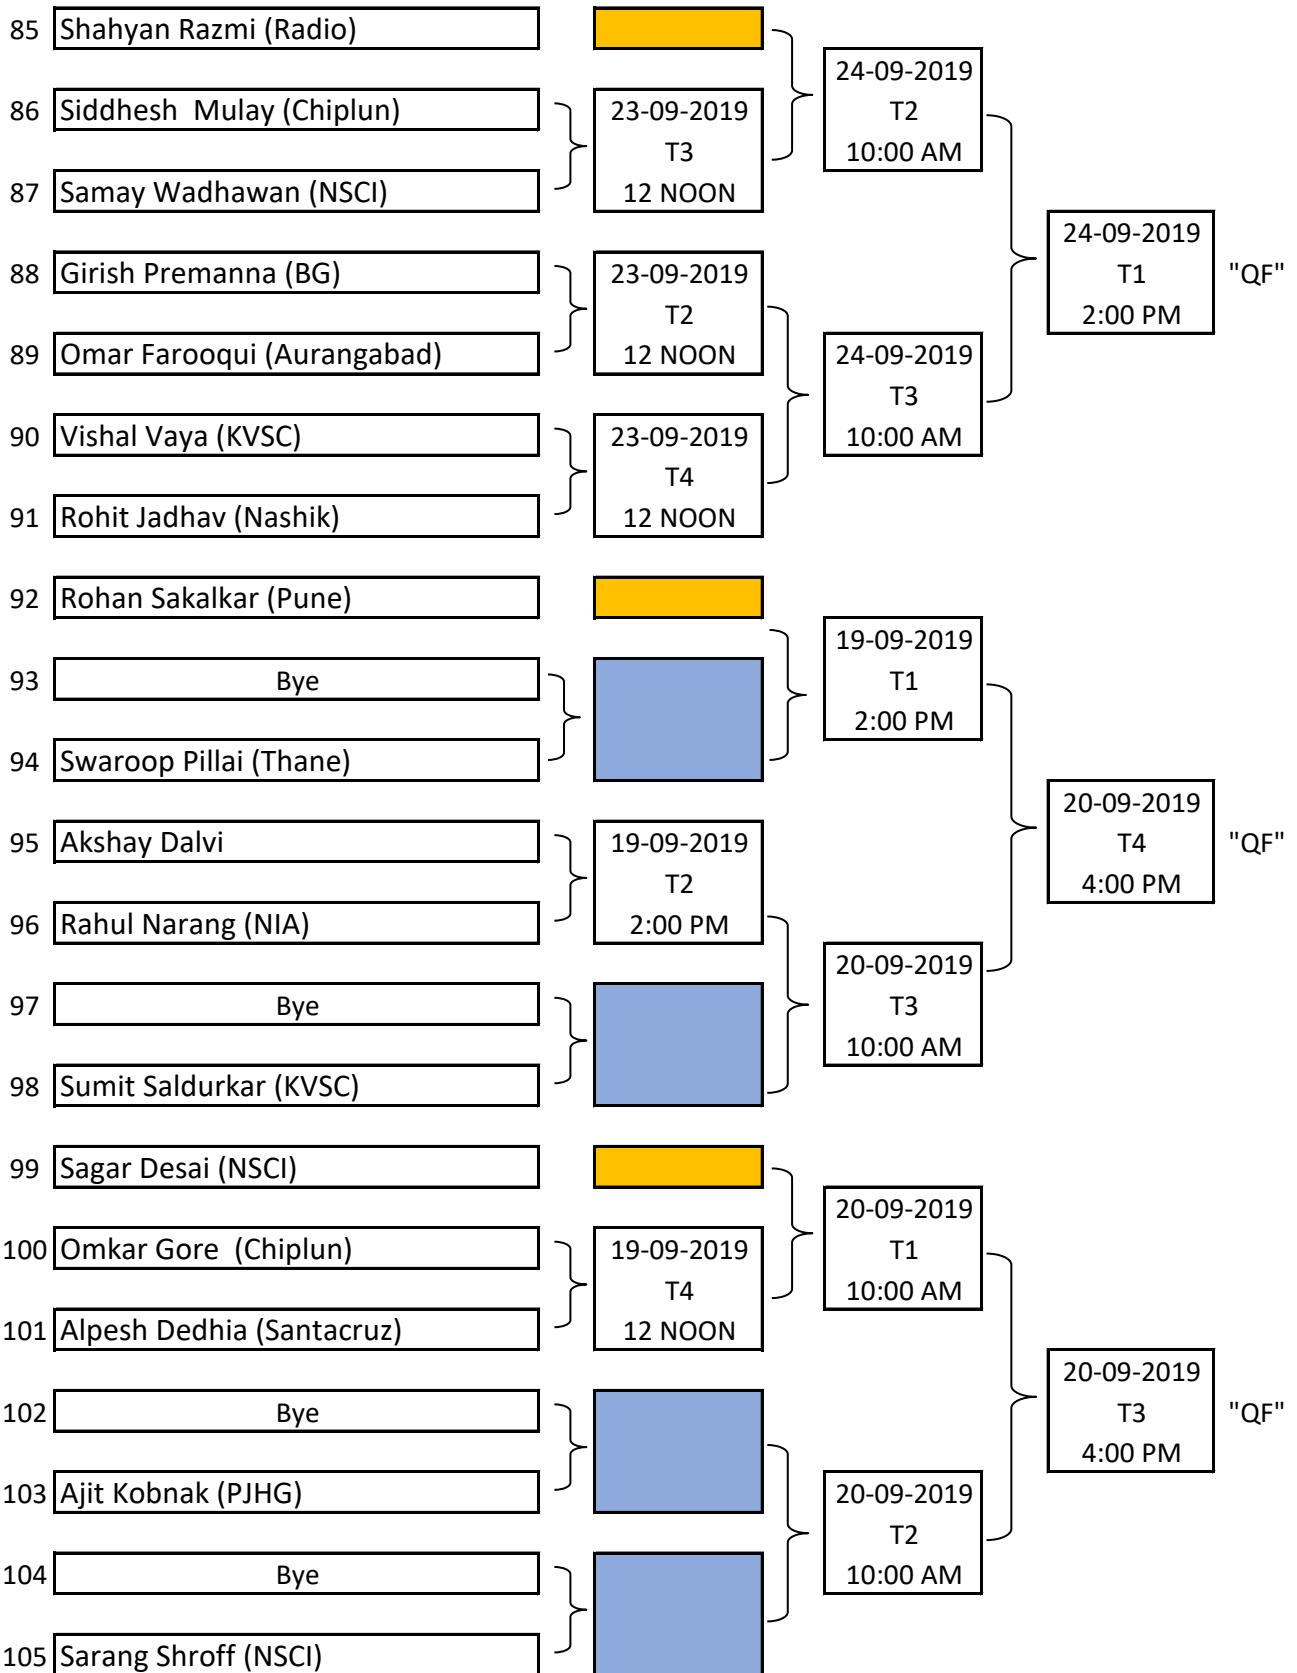 85 Shahyan Razmi (Radio)
24-09-2019
86 Siddhesh  Mulay (Chiplun)
23-09-2019
T2
T3
10:00 AM
87 Samay Wadhawan (NSCI)
12 NOON
24-09-2019
88 Girish Premanna (BG)
23-09-2019
T1
"QF"
T2
2:00 PM
89 Omar Farooqui (Aurangabad)
12 NOON
24-09-2019
T3
90 Vishal Vaya (KVSC)
23-09-2019
10:00 AM
T4
91 Rohit Jadhav (Nashik)
12 NOON
92 Rohan Sakalkar (Pune)
19-09-2019
93 Bye
T1
2:00 PM
94 Swaroop Pillai (Thane)
20-09-2019
95 Akshay Dalvi
19-09-2019
T4
"QF"
T2
4:00 PM
96 Rahul Narang (NIA)
2:00 PM
20-09-2019
97 Bye
T3
10:00 AM
98 Sumit Saldurkar (KVSC)
99 Sagar Desai (NSCI)
20-09-2019
100 Omkar Gore  (Chiplun)
19-09-2019
T1
T4
10:00 AM
101 Alpesh Dedhia (Santacruz)
12 NOON
20-09-2019
102 Bye
T3
"QF"
4:00 PM
103 Ajit Kobnak (PJHG)
20-09-2019
T2
104 Bye
10:00 AM
105 Sarang Shroff (NSCI)